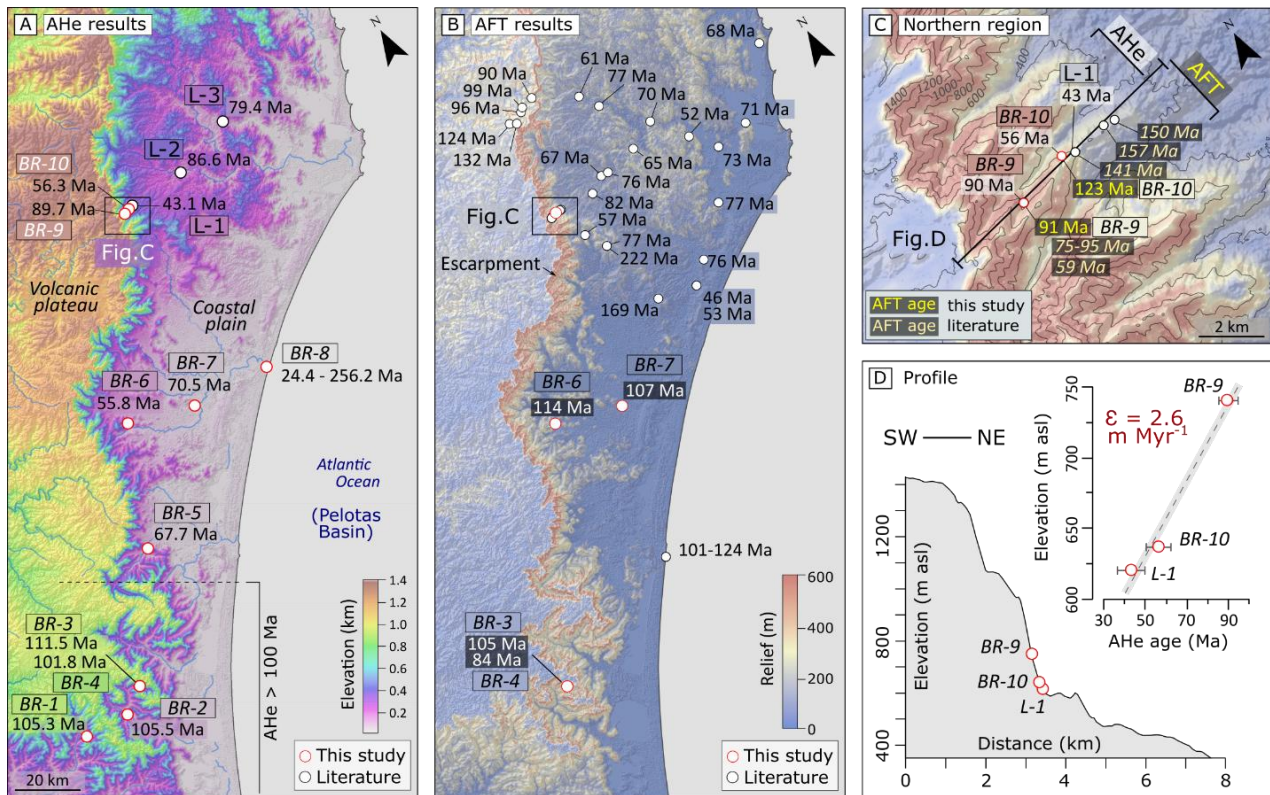 A AHe results
N
L-3
79.4 Ma
L-2
86.6 Ma
BR-10
56.3 Ma
43.1 Ma
89.7 Ma
L-1
BR-9
Fig.C
Volcanic
plateau
Coastal
plain
BR-8
24.4 - 256.2 Ma
BR-7
70.5 Ma
BR-6
55.8 Ma
Atlantic
Ocean
(Pelotas
Basin)
BR-5
67.7 Ma
AHe > 100 Ma
BR-3
111.5 Ma
101.8 Ma
BR-4
BR-1
105.3 Ma
BR-2
105.5 Ma
Elevation (km)
1.4
1.2
1.0
0.8
0.6
0.4
0.2
This study
Literature
20 km
B AFT results
N
68 Ma
90 Ma
99 Ma
96 Ma
124 Ma
132 Ma
61 Ma
77 Ma
70 Ma
52 Ma
71 Ma
73 Ma
65 Ma
67 Ma
76 Ma
82 Ma
57 Ma
77 Ma
77 Ma
222 Ma
76 Ma
46 Ma
53 Ma
169 Ma
Fig.C
Escarpment
BR-7
107 Ma
BR-6
114 Ma
101-124 Ma
BR-3
105 Ma
84 Ma
BR-4
Relief (m)
600
400
200
0
This study
Literature
C Northern region
N
AHe
AFT
L-1
43 Ma
BR-10
56 Ma
BR-9
90 Ma
150 Ma
157 Ma
141 Ma
123 Ma BR-10
91 Ma BR-9
75-95 Ma
59 Ma
Fig.D
1400
1200
1000
800
600
400
AFT age this study
AFT age literature
2 km
D Profile
SW NE
Ɛ = 2.6
m Myr-1
BR-9
BR-10
L-1
Elevation (m asl)
750
700
650
600
30 50 70 90
AHe age (Ma)
BR-9
BR-10
L-1
Elevation (m asl)
1200
800
400
Distance (km)
0 2 4 6 8